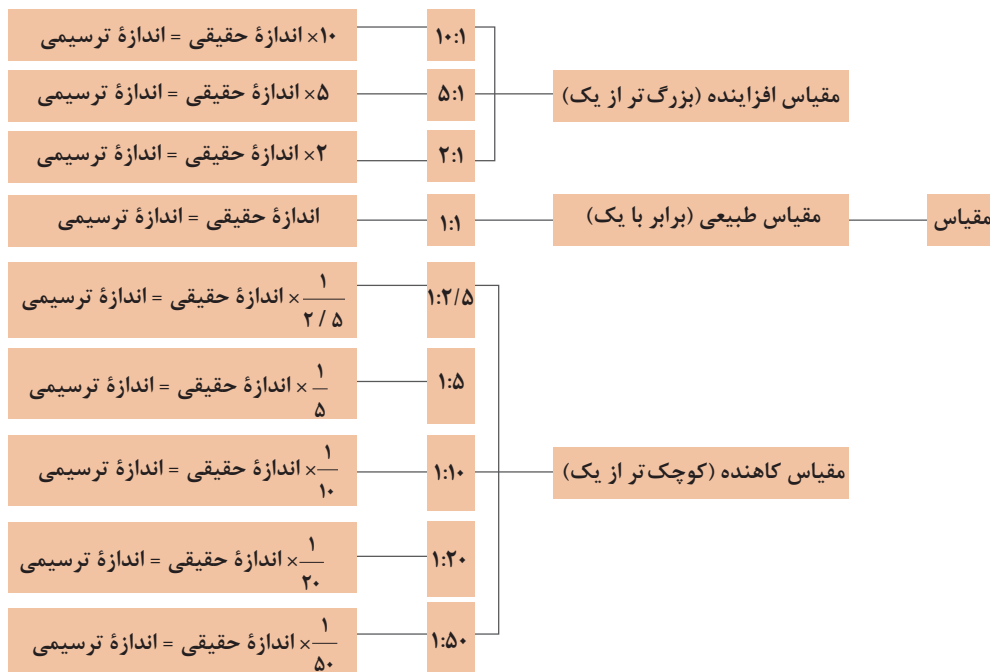 مقیاس
مقیاس افزاینده (بزرگ‌تر از یک)
۱۰:۱
اندازهٔ ترسیمی = اندازهٔ حقیقی ×۱۰
۵:۱
اندازهٔ ترسیمی = اندازهٔ حقیقی ×۵
۲:۱
اندازهٔ ترسیمی = اندازهٔ حقیقی ×۲
مقیاس طبیعی (برابر با یک)
۱:۱
اندازهٔ ترسیمی = اندازهٔ حقیقی
مقیاس کاهنده (کوچک‌تر از یک)
۱:۲/۵
اندازهٔ ترسیمی = اندازهٔ حقیقی × ۱
۲ / ۵
۱:۵
اندازهٔ ترسیمی = اندازهٔ حقیقی × ۱
۵
۱:۱۰
اندازهٔ ترسیمی = اندازهٔ حقیقی × ۱
۱۰
۱:۲۰
اندازهٔ ترسیمی = اندازهٔ حقیقی × ۱
۲۰
۱:۵۰
اندازهٔ ترسیمی = اندازهٔ حقیقی × ۱
۵۰